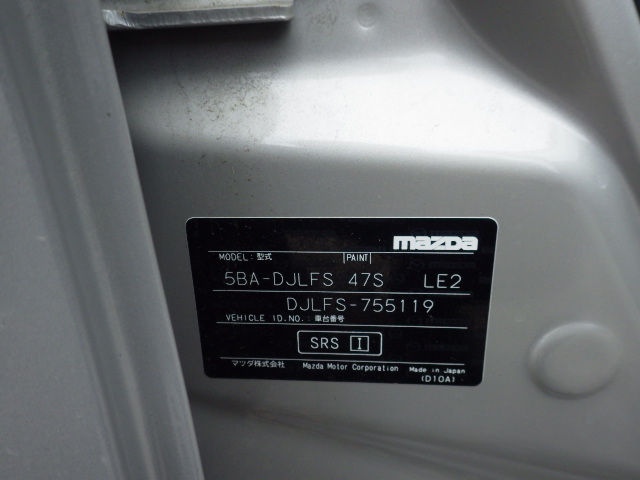 mazda
MODEL: 型式 PAINT
5BA-DJLFS 47S LE2
DJLFS-755119
VEHICLE ID.NO. 車台番号
SRS I
マツダ株式会社 Mazda Motor Corporation Made in Japan
(D10A)